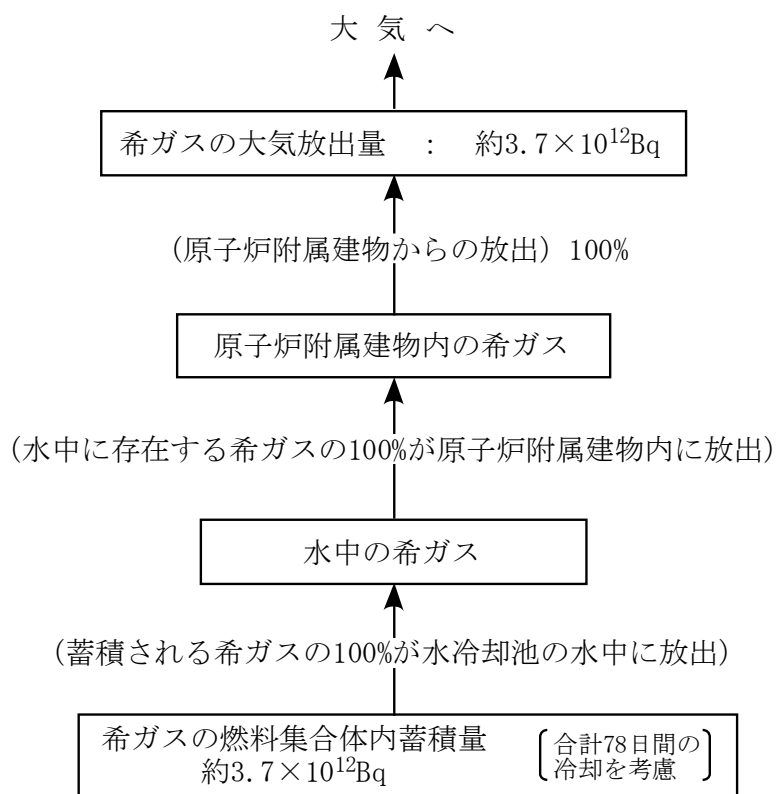 大 気 へ
希ガスの大気放出量 : 約3.7×10¹²Bq
(原子炉附属建物からの放出) 100%
原子炉附属建物内の希ガス
(水中に存在する希ガスの100%が原子炉附属建物内に放出)
水中の希ガス
(蓄積される希ガスの100%が水冷却池の水中に放出)
希ガスの燃料集合体内蓄積量
約3.7×10¹²Bq
合計78日間の
冷却を考慮